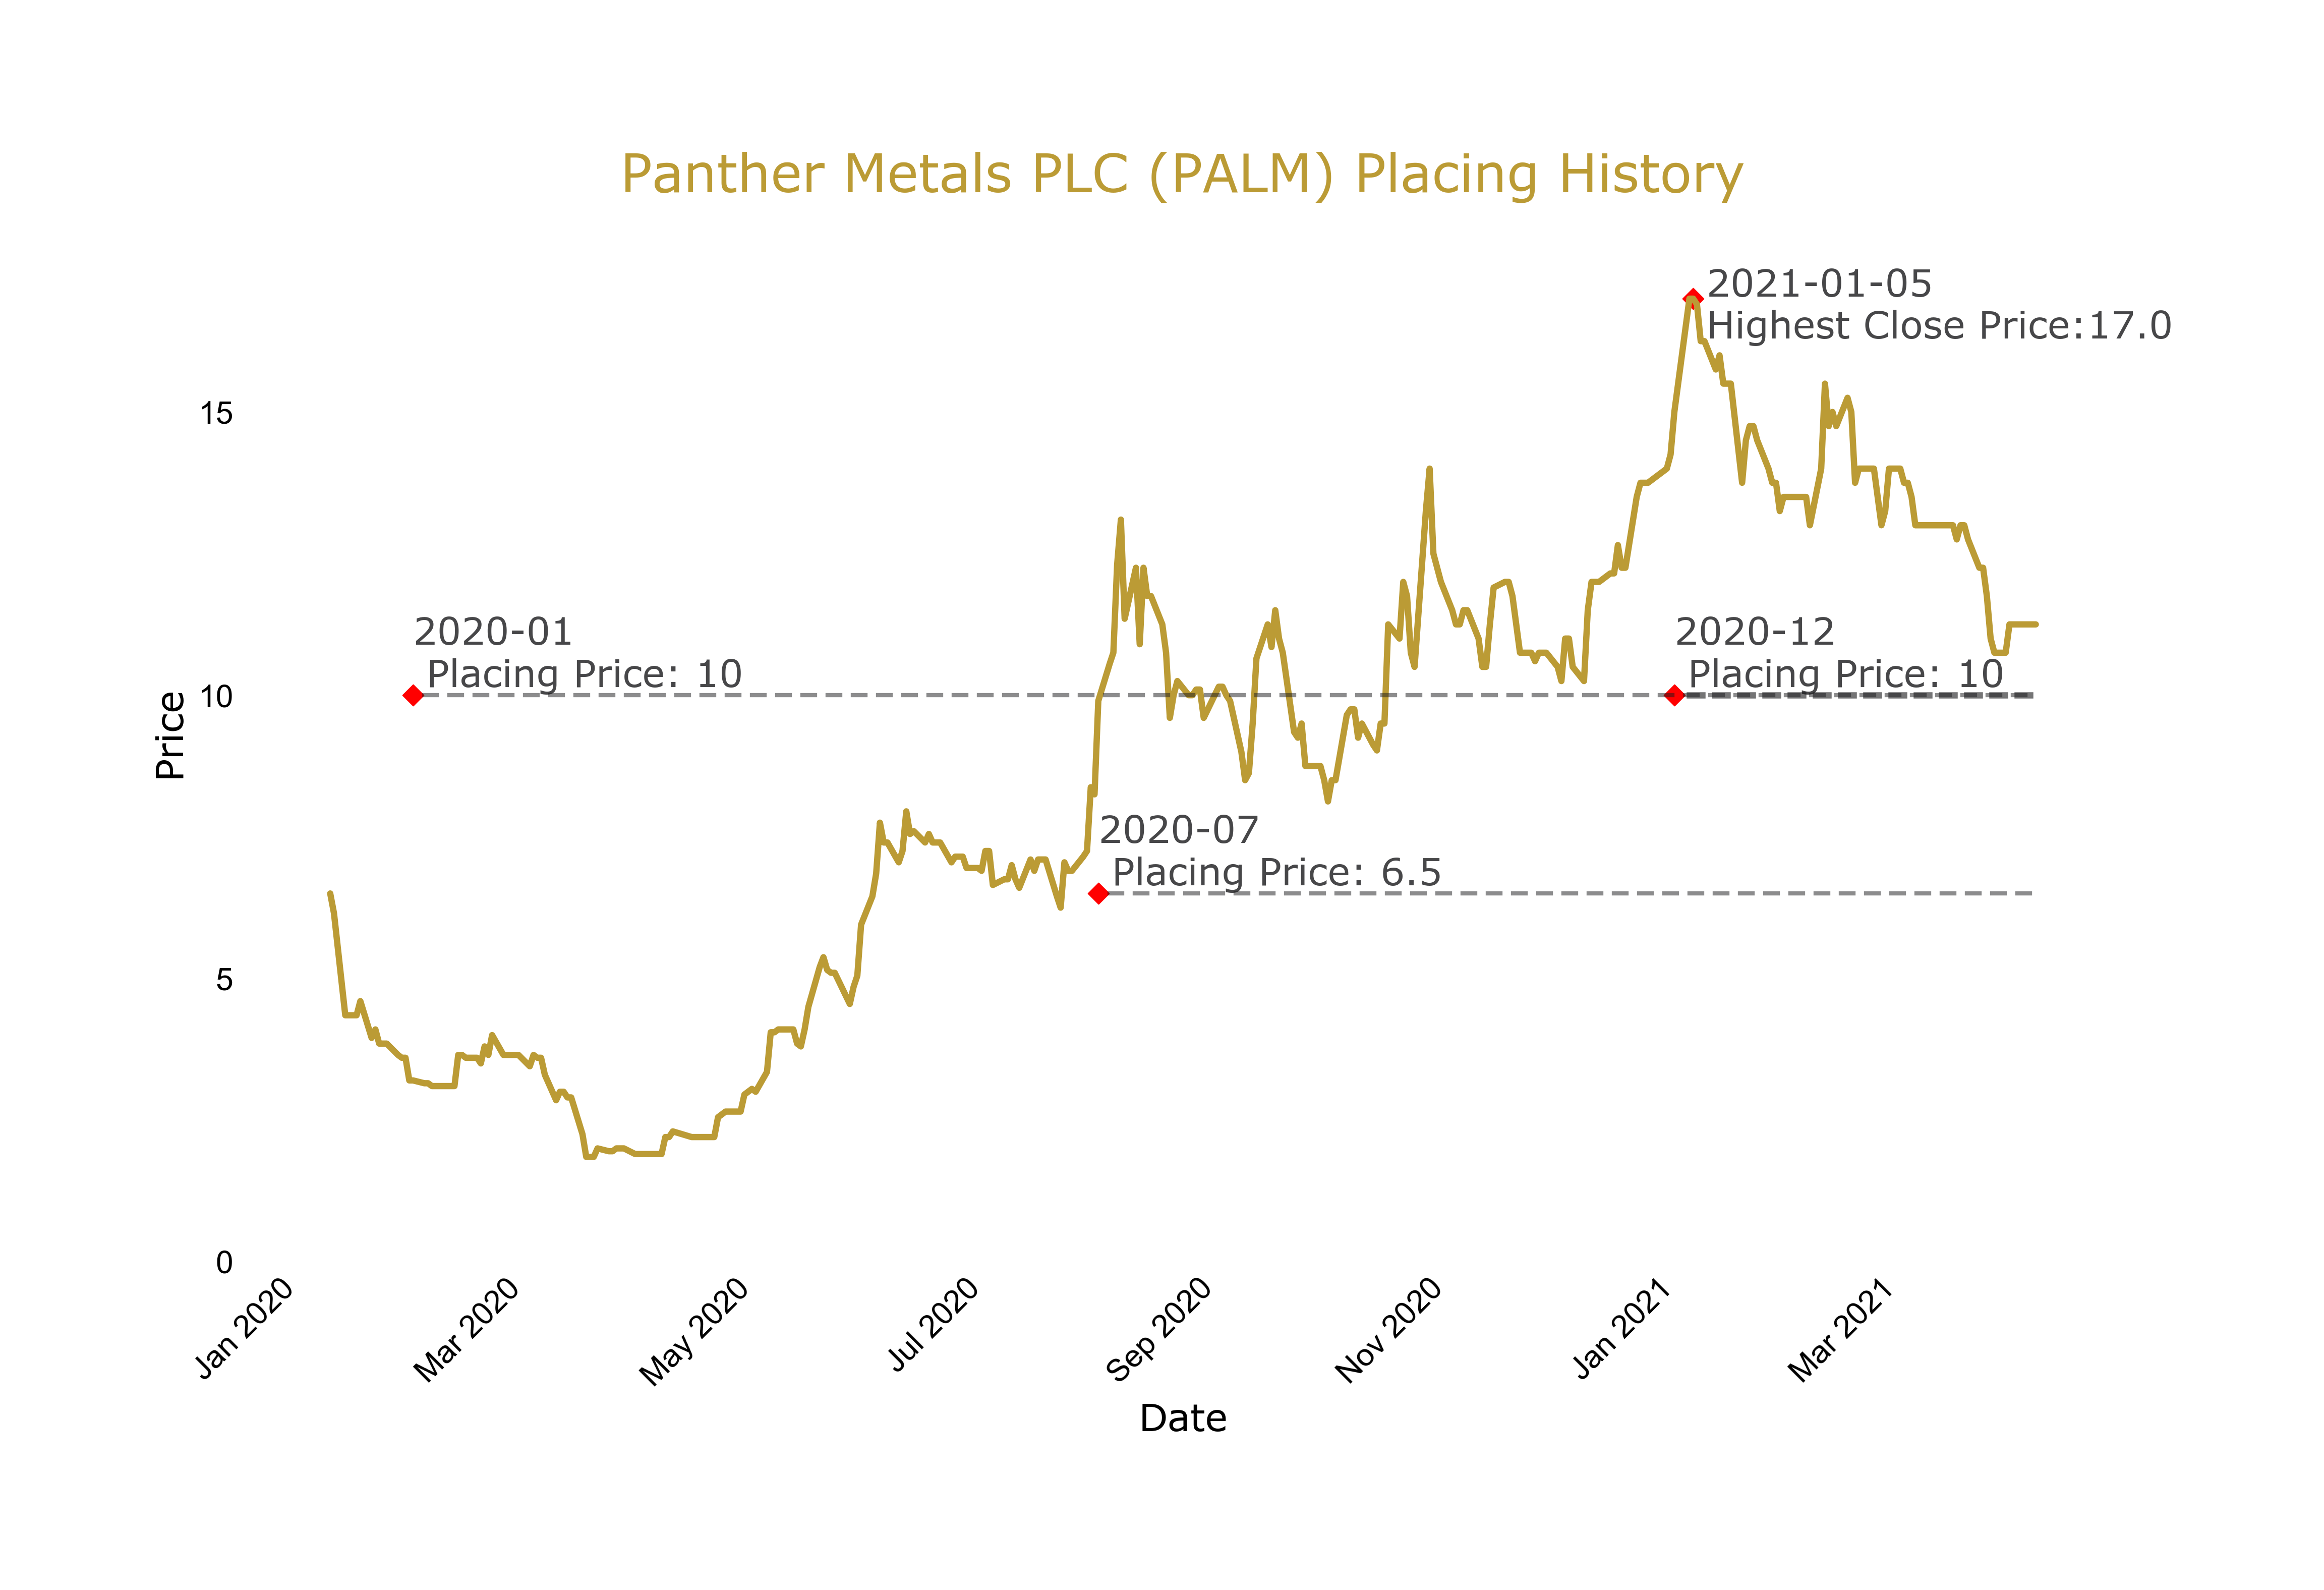 Panther Metals PLC (PALM) Placing History
2021-01-05
Highest Close Price:17.0
15
2020-01
Placing Price: 10
2020-12
Placing Price: 10
10
Price
2020-07
Placing Price: 6.5
5
0
Jan 2020
Mar 2020
May 2020
Jul 2020
Sep 2020
Nov 2020
Jan 2021
Mar 2021
Date